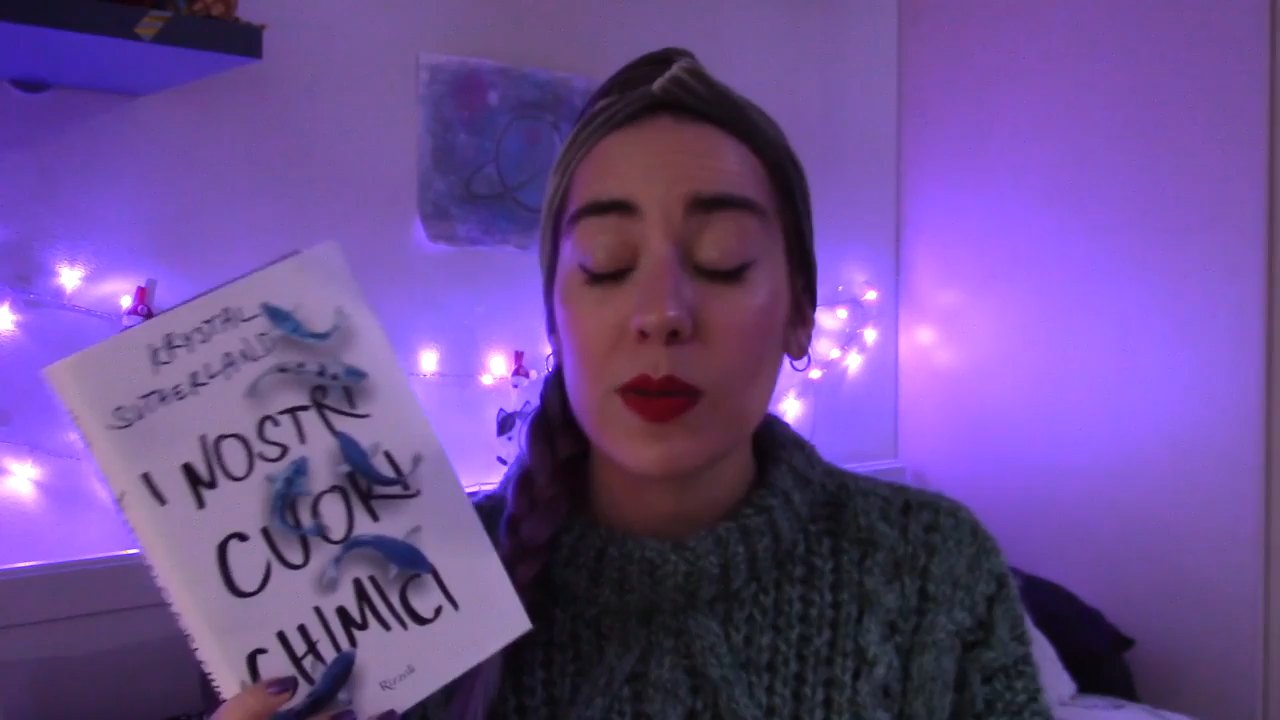 KRYSTAL
SUTHERLAND
I NOSTRI
CUORI
CHIMICI
Rizzoli